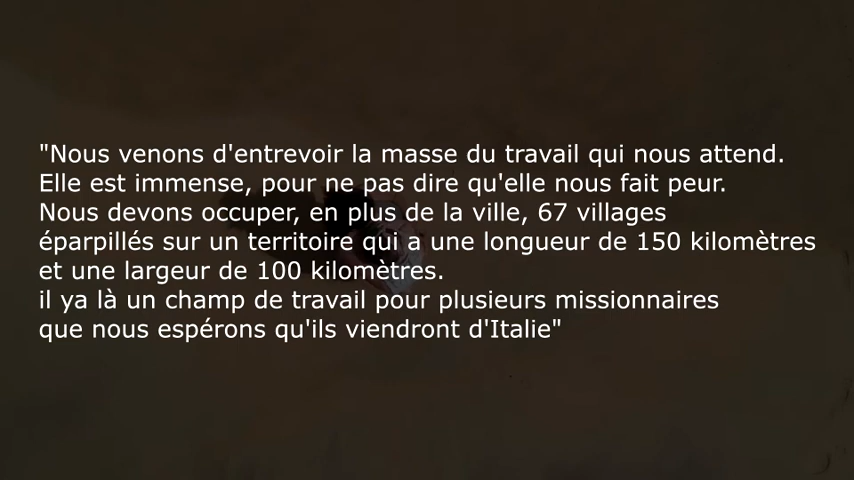 "Nous venons d'entrevoir la masse du travail qui nous attend.
Elle est immense, pour ne pas dire qu'elle nous fait peur.
Nous devons occuper, en plus de la ville, 67 villages
éparpillés sur un territoire qui a une longueur de 150 kilomètres
et une largeur de 100 kilomètres.
il ya là un champ de travail pour plusieurs missionnaires
que nous espérons qu'ils viendront d'Italie"